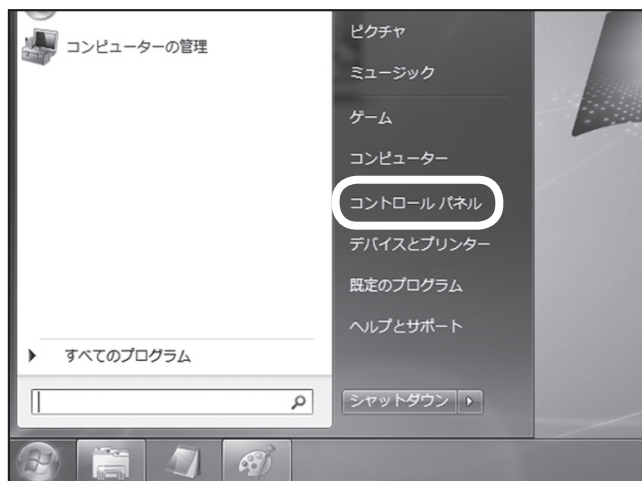 コンピューターの管理
すべてのプログラム
ピクチャ
ミュージック
ゲーム
コンピューター
コントロール パネル
デバイスとプリンター
既定のプログラム
ヘルプとサポート
シャットダウン